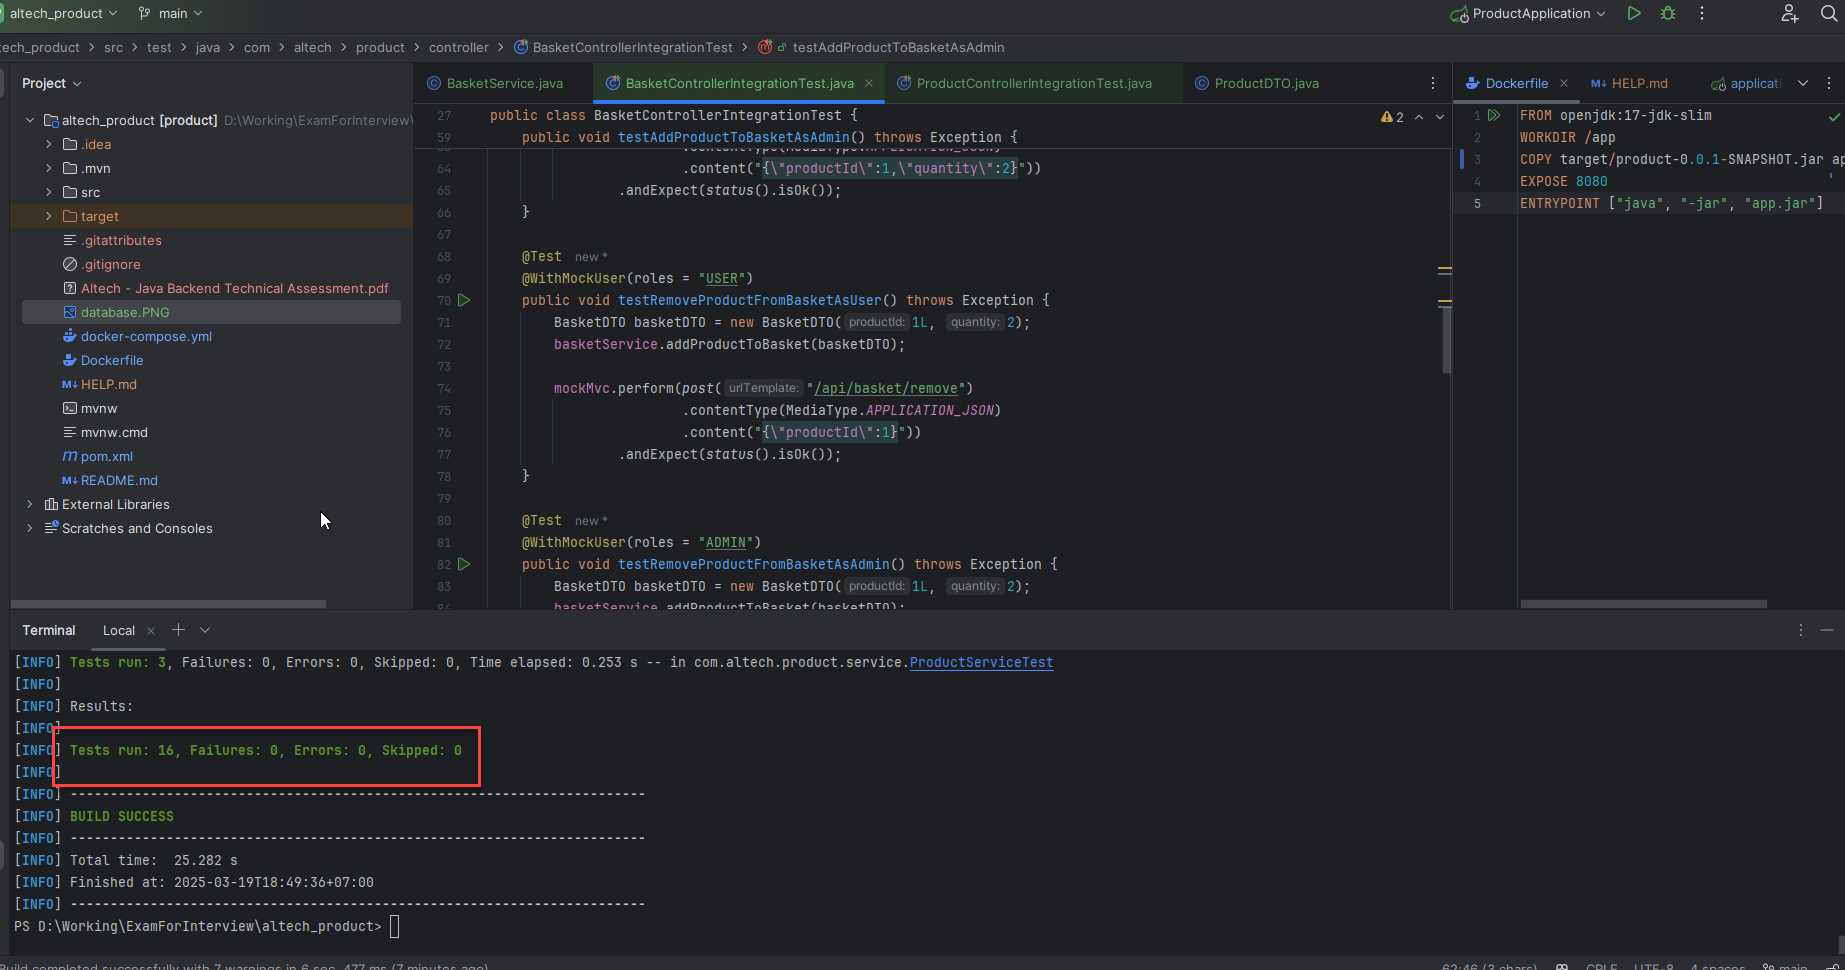 altech_product main ProductApplication
tech_product > src > test > java > com > altech > product > controller > BasketControllerIntegrationTest > testAddProductToBasketAsAdmin
Project
altech_product [product] D:\Working\ExamForInterview\
.idea
.mvn
src
target
.gitattributes
.gitignore
Altech - Java Backend Technical Assessment.pdf
database.PNG
docker-compose.yml
Dockerfile
HELP.md
mvnw
mvnw.cmd
pom.xml
README.md
External Libraries
Scratches and Consoles
BasketService.java BasketControllerIntegrationTest.java ProductControllerIntegrationTest.java ProductDTO.java
27 public class BasketControllerIntegrationTest {
59 public void testAddProductToBasketAsAdmin() throws Exception {
2
.contentType(MediaType.APPLICATION_JSON)
64 .content("{\"productId\":1,\"quantity\":2}"))
65 .andExpect(status().isOk());
66 }
67
68 @Test new *
69 @WithMockUser(roles = "USER")
70 public void testRemoveProductFromBasketAsUser() throws Exception {
71 BasketDTO basketDTO = new BasketDTO( productId: 1L, quantity: 2);
72 basketService.addProductToBasket(basketDTO);
73
74 mockMvc.perform(post( urlTemplate: "/api/basket/remove")
75 .contentType(MediaType.APPLICATION_JSON)
76 .content("{\"productId\":1}"))
77 .andExpect(status().isOk());
78 }
79
80 @Test new *
81 @WithMockUser(roles = "ADMIN")
82 public void testRemoveProductFromBasketAsAdmin() throws Exception {
83 BasketDTO basketDTO = new BasketDTO( productId: 1L, quantity: 2);
84 basketService.addProductToBasket(basketDTO);
Dockerfile HELP.md applicati
1 FROM openjdk:17-jdk-slim
2 WORKDIR /app
3 COPY target/product-0.0.1-SNAPSHOT.jar ap
4 EXPOSE 8080
5 ENTRYPOINT ["java", "-jar", "app.jar"]
Terminal Local
[INFO] Tests run: 3, Failures: 0, Errors: 0, Skipped: 0, Time elapsed: 0.253 s -- in com.altech.product.service.ProductServiceTest
[INFO]
[INFO] Results:
[INFO]
[INFO] Tests run: 16, Failures: 0, Errors: 0, Skipped: 0
[INFO]
[INFO] ------------------------------------------------------------------------
[INFO] BUILD SUCCESS
[INFO] ------------------------------------------------------------------------
[INFO] Total time:  25.282 s
[INFO] Finished at: 2025-03-19T18:49:36+07:00
[INFO] ------------------------------------------------------------------------
PS D:\Working\ExamForInterview\altech_product>
Build completed successfully with 7 warnings in 6 sec, 477 ms (7 minutes ago) 62:46 (3 chars) CRLF UTF-8 4 spaces main